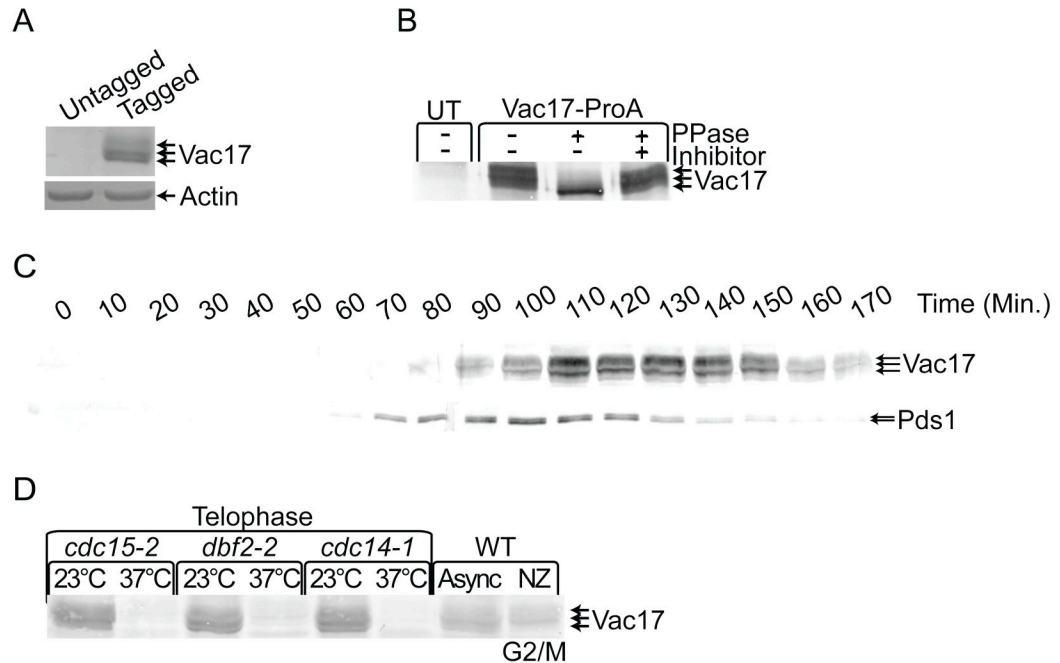 A
Untagged
Tagged
Vac17
Actin
B
UT
Vac17-ProA
- - + + PPase
- - - + Inhibitor
Vac17
C
0 10 20 30 40 50 60 70 80 90 100 110 120 130 140 150 160 170 Time (Min.)
Vac17
Pds1
D
Telophase
cdc15-2 dbf2-2 cdc14-1 WT
23°C 37°C 23°C 37°C 23°C 37°C Async NZ
Vac17
G2/M